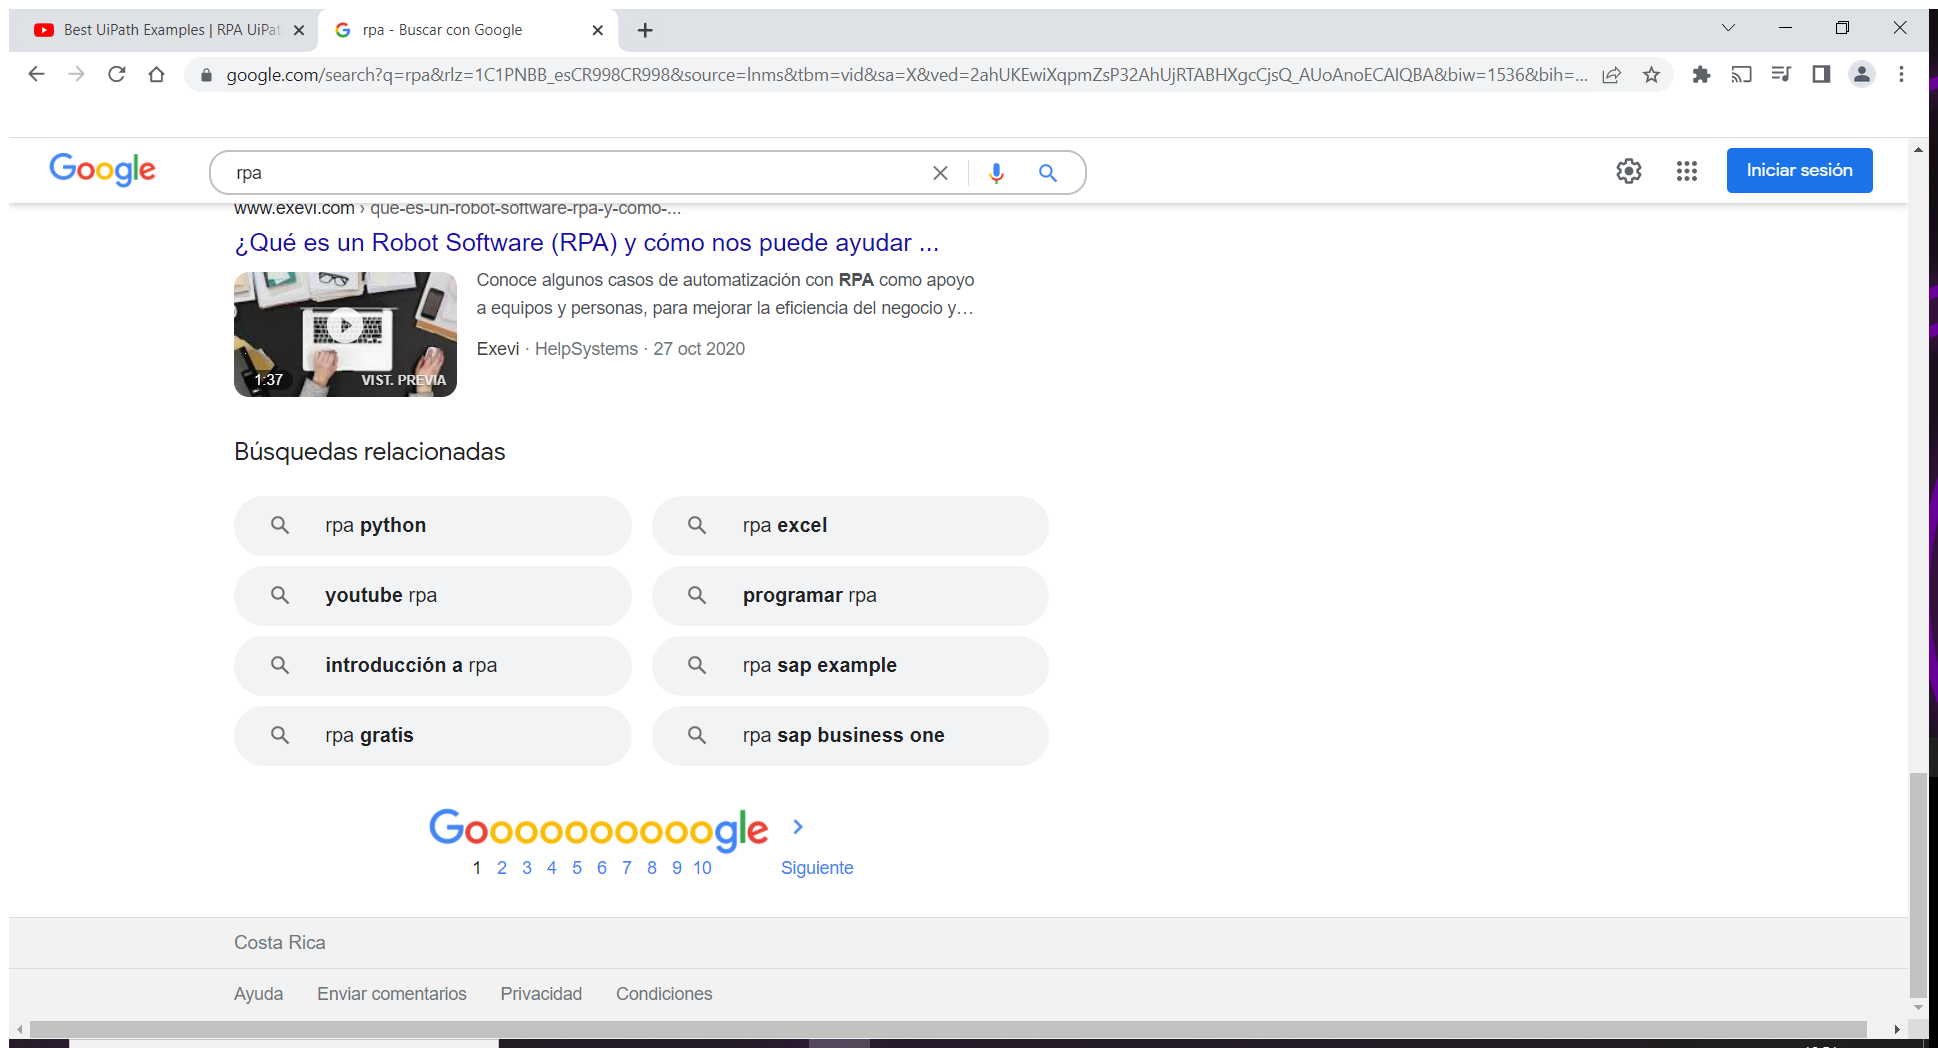 Best UiPath Examples | RPA UiPat
rpa - Buscar con Google
google.com/search?q=rpa&rlz=1C1PNBB_esCR998CR998&source=lnms&tbm=vid&sa=X&ved=2ahUKEwiXqpmZsP32AhUjRTABHXgcCjsQ_AUoAnoECAIQBA&biw=1536&bih=...
Google
rpa
Iniciar sesión
www.exevi.com › que-es-un-robot-software-rpa-y-como-...
¿Qué es un Robot Software (RPA) y cómo nos puede ayudar ...
Conoce algunos casos de automatización con RPA como apoyo
a equipos y personas, para mejorar la eficiencia del negocio y…
Exevi · HelpSystems · 27 oct 2020
1:37
VIST. PREVIA
Búsquedas relacionadas
rpa python
rpa excel
youtube rpa
programar rpa
introducción a rpa
rpa sap example
rpa gratis
rpa sap business one
Goooooooooogle
1 2 3 4 5 6 7 8 9 10 Siguiente
Costa Rica
Ayuda Enviar comentarios Privacidad Condiciones